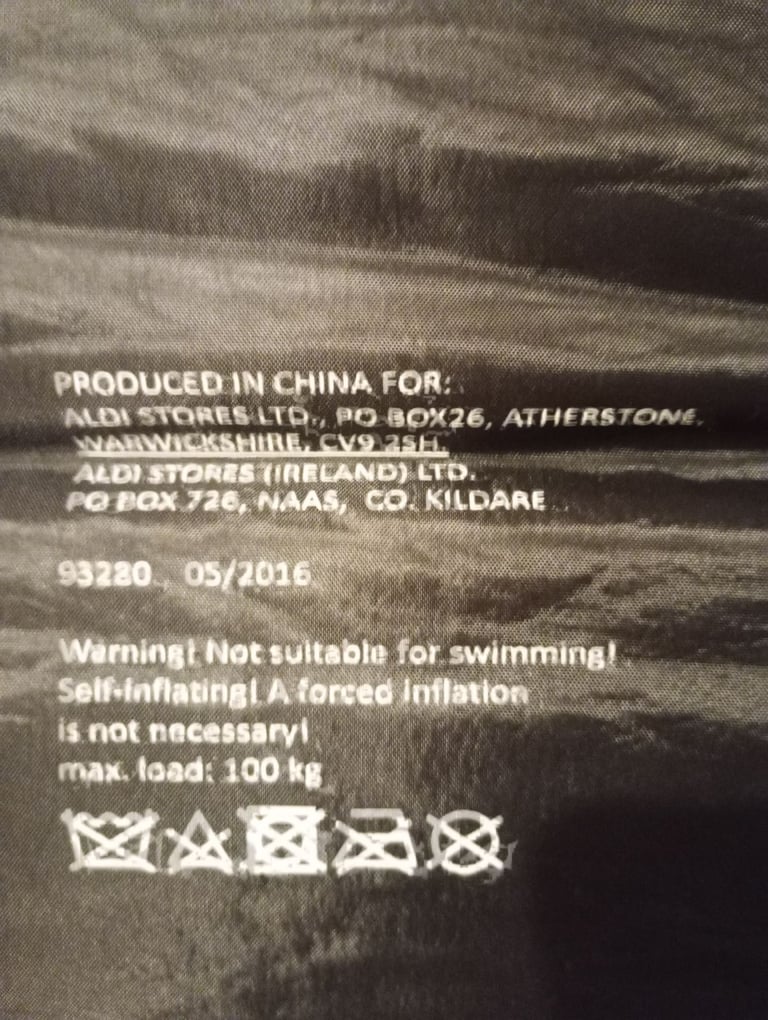 PRODUCED IN CHINA FOR:
ALDI STORES LTD., PO BOX26, ATHERSTONE,
WARWICKSHIRE, CV9 2SH.
ALDI STORES (IRELAND) LTD.
PO BOX 726, NAAS, CO. KILDARE
93280 05/2016
Warning! Not suitable for swimming!
Self-inflating! A forced inflation
is not necessary!
max. load: 100 kg